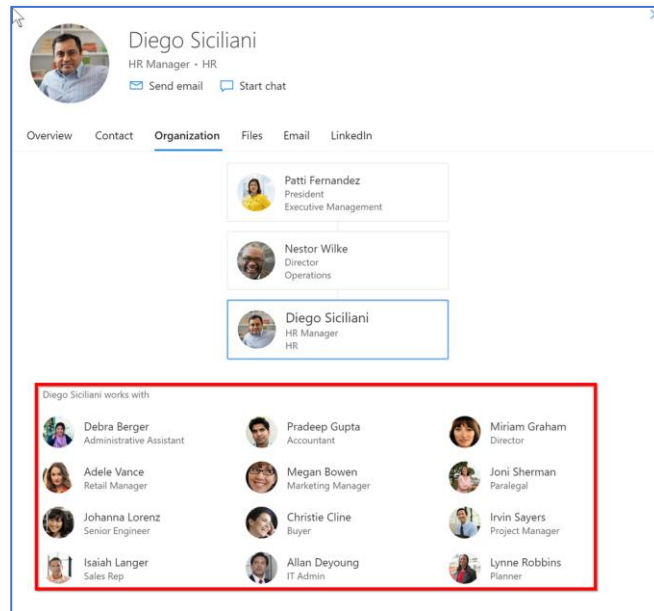 Diego Siciliani
HR Manager • HR
Send email Start chat
Overview Contact Organization Files Email LinkedIn
Patti Fernandez
President
Executive Management
Nestor Wilke
Director
Operations
Diego Siciliani
HR Manager
HR
Diego Siciliani works with
Debra Berger
Administrative Assistant
Pradeep Gupta
Accountant
Miriam Graham
Director
Adele Vance
Retail Manager
Megan Bowen
Marketing Manager
Joni Sherman
Paralegal
Johanna Lorenz
Senior Engineer
Christie Cline
Buyer
Irvin Sayers
Project Manager
Isaiah Langer
Sales Rep
Allan Deyoung
IT Admin
Lynne Robbins
Planner